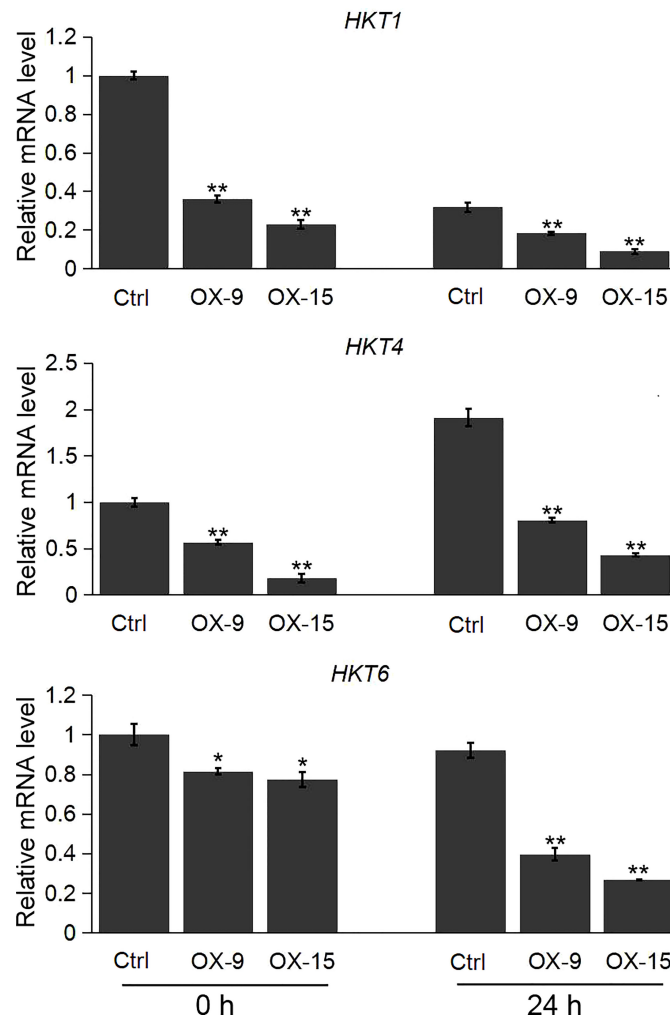 HKT1
Relative mRNA level
1.2
1
0.8
0.6
0.4
0.2
0
** ** ** **
Ctrl OX-9 OX-15 Ctrl OX-9 OX-15
HKT4
Relative mRNA level
2.5
2
1.5
1
0.5
0
** ** ** **
Ctrl OX-9 OX-15 Ctrl OX-9 OX-15
HKT6
Relative mRNA level
1.2
1
0.8
0.6
0.4
0.2
0
* * ** **
Ctrl OX-9 OX-15 Ctrl OX-9 OX-15
0 h 24 h